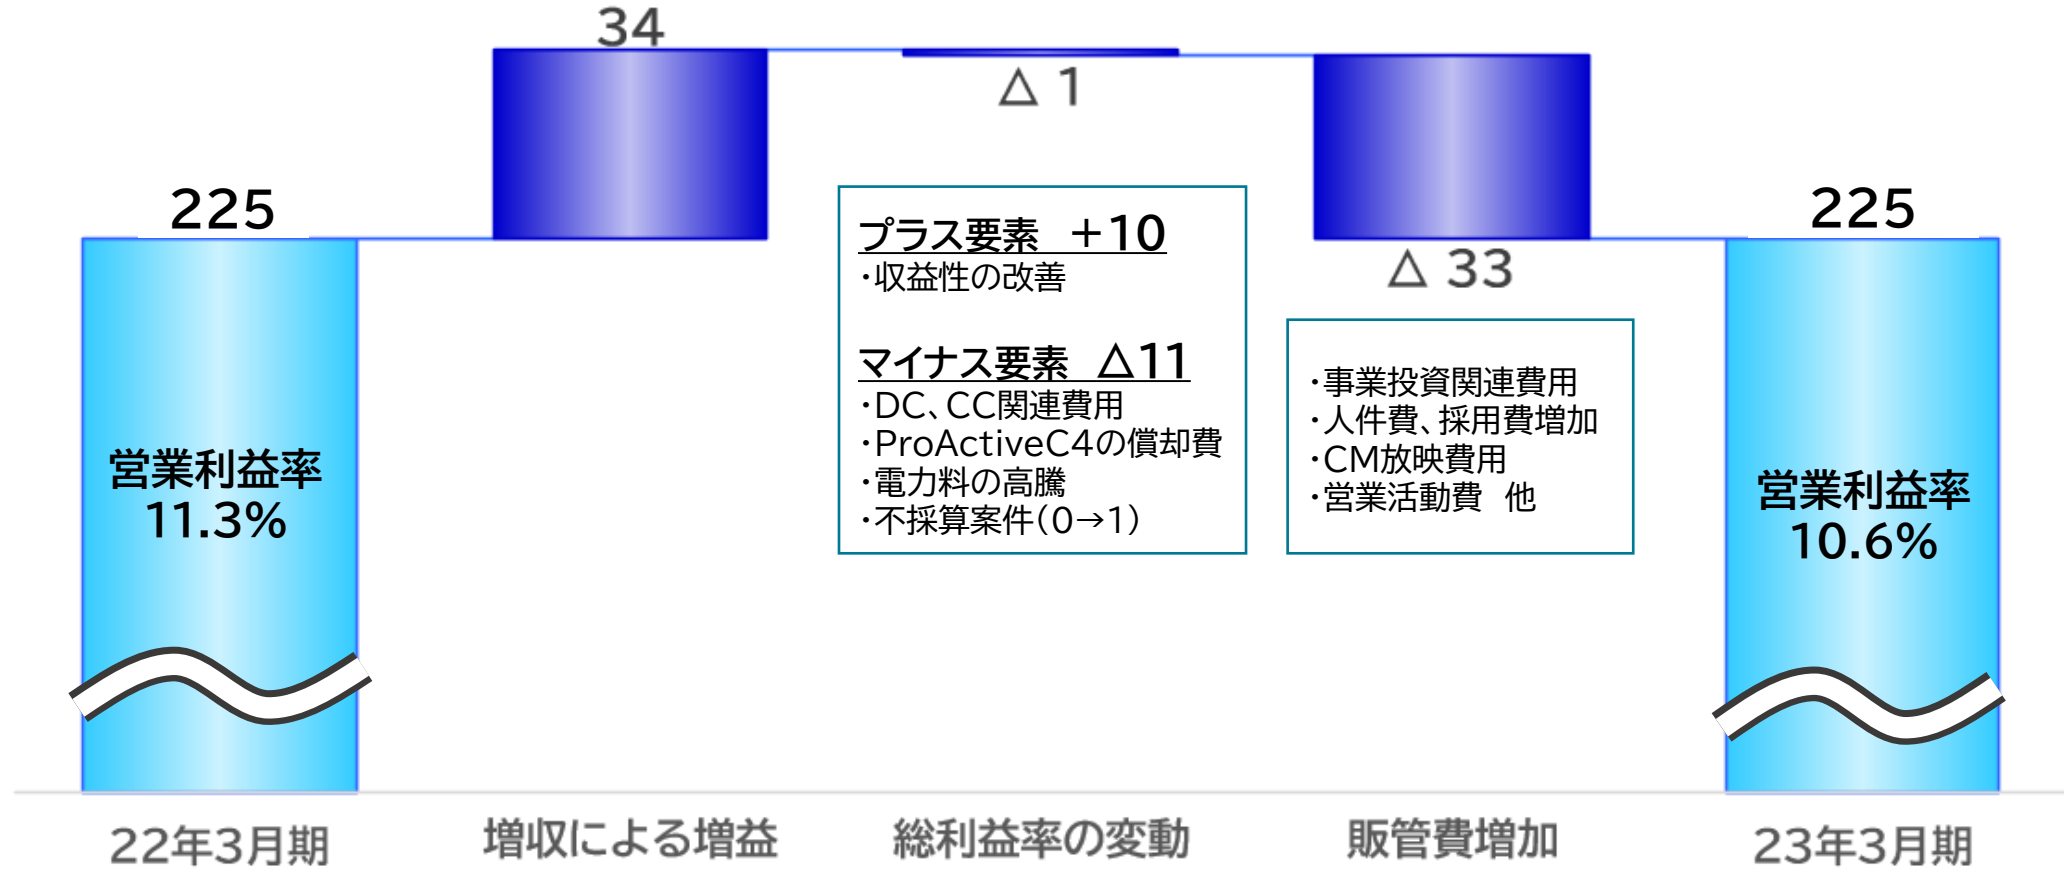 34
△ 1
225
225
プラス要素　＋10
・収益性の改善
マイナス要素　△11
・DC、CC関連費用
・ProActiveC4の償却費
・電力料の高騰
・不採算案件（0→1）
△ 33
・事業投資関連費用
・人件費、採用費増加
・CM放映費用
・営業活動費　他
営業利益率
11.3%
営業利益率
10.6%
22年3月期
増収による増益
総利益率の変動
販管費増加
23年3月期